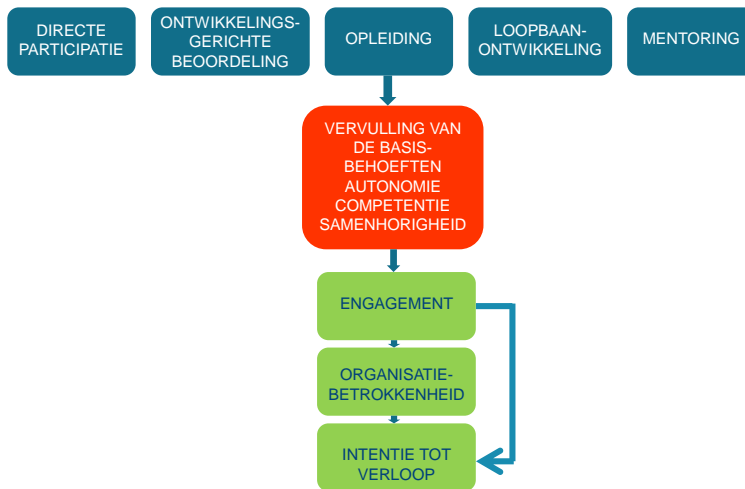 DIRECTE
PARTICIPATIE
ONTWIKKELINGS-
GERICHTE
BEOORDELING
OPLEIDING
LOOPBAAN-
ONTWIKKELING
MENTORING
VERVULLING VAN
DE BASIS-
BEHOEFTEN
AUTONOMIE
COMPETENTIE
SAMENHORIGHEID
ENGAGEMENT
ORGANISATIE-
BETROKKENHEID
INTENTIE TOT
VERLOOP